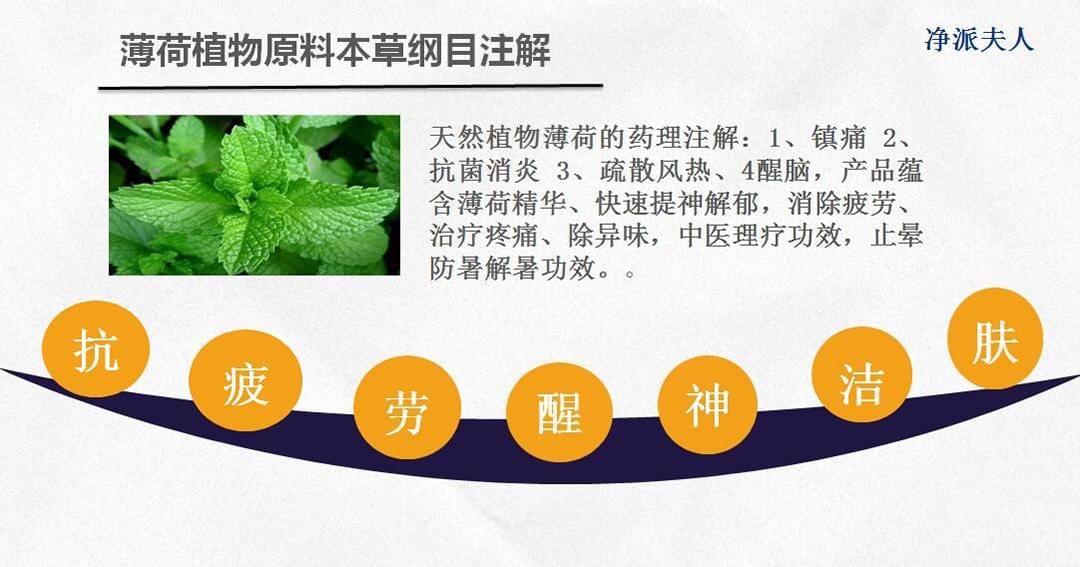 薄荷植物原料本草纲目注解
净派夫人
天然植物薄荷的药理注解：1、镇痛 2、
抗菌消炎 3、疏散风热、4醒脑，产品蕴
含薄荷精华、快速提神解郁，消除疲劳、
治疗疼痛、除异味，中医理疗功效，止晕
防暑解暑功效。。
抗疲劳醒神洁肤